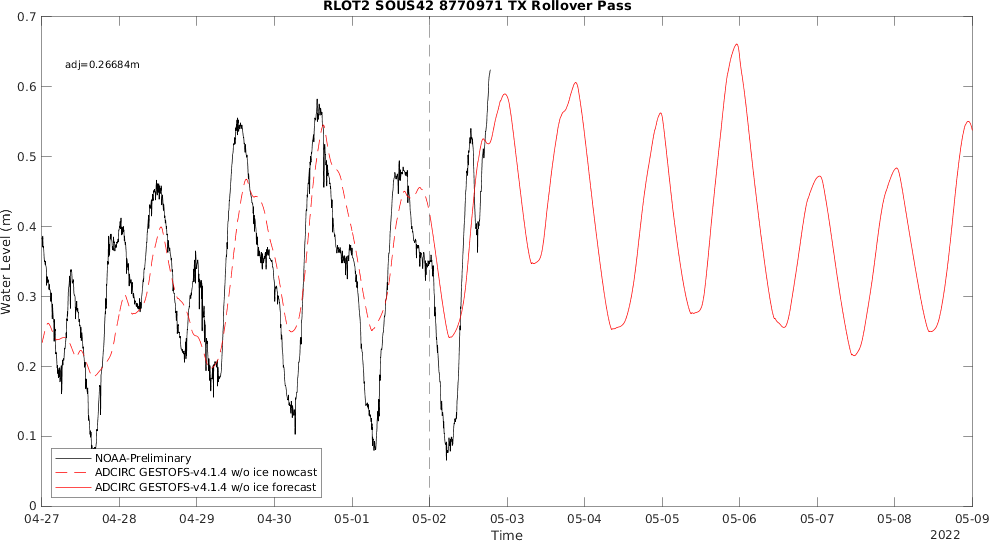 RLOT2 SOUS42 8770971 TX Rollover Pass
0.7
adj=0.26684m
0.6
0.5
0.4
0.3
0.2
0.1
0
Water Level (m)
NOAA-Preliminary
ADCIRC GESTOFS-v4.1.4 w/o ice nowcast
ADCIRC GESTOFS-v4.1.4 w/o ice forecast
04-27 04-28 04-29 04-30 05-01 05-02 05-03 05-04 05-05 05-06 05-07 05-08 05-09
Time
2022